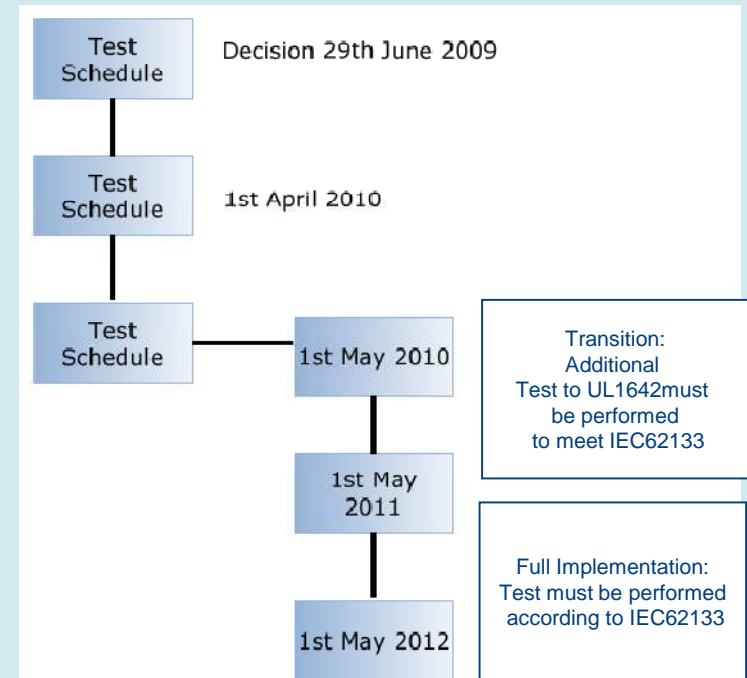 Test
Schedule
Decision 29th June 2009
Test
Schedule
1st April 2010
Test
Schedule
1st May 2010
Transition:
Additional
Test to UL1642must
be performed
to meet IEC62133
1st May
2011
Full Implementation:
Test must be performed
according to IEC62133
1st May 2012